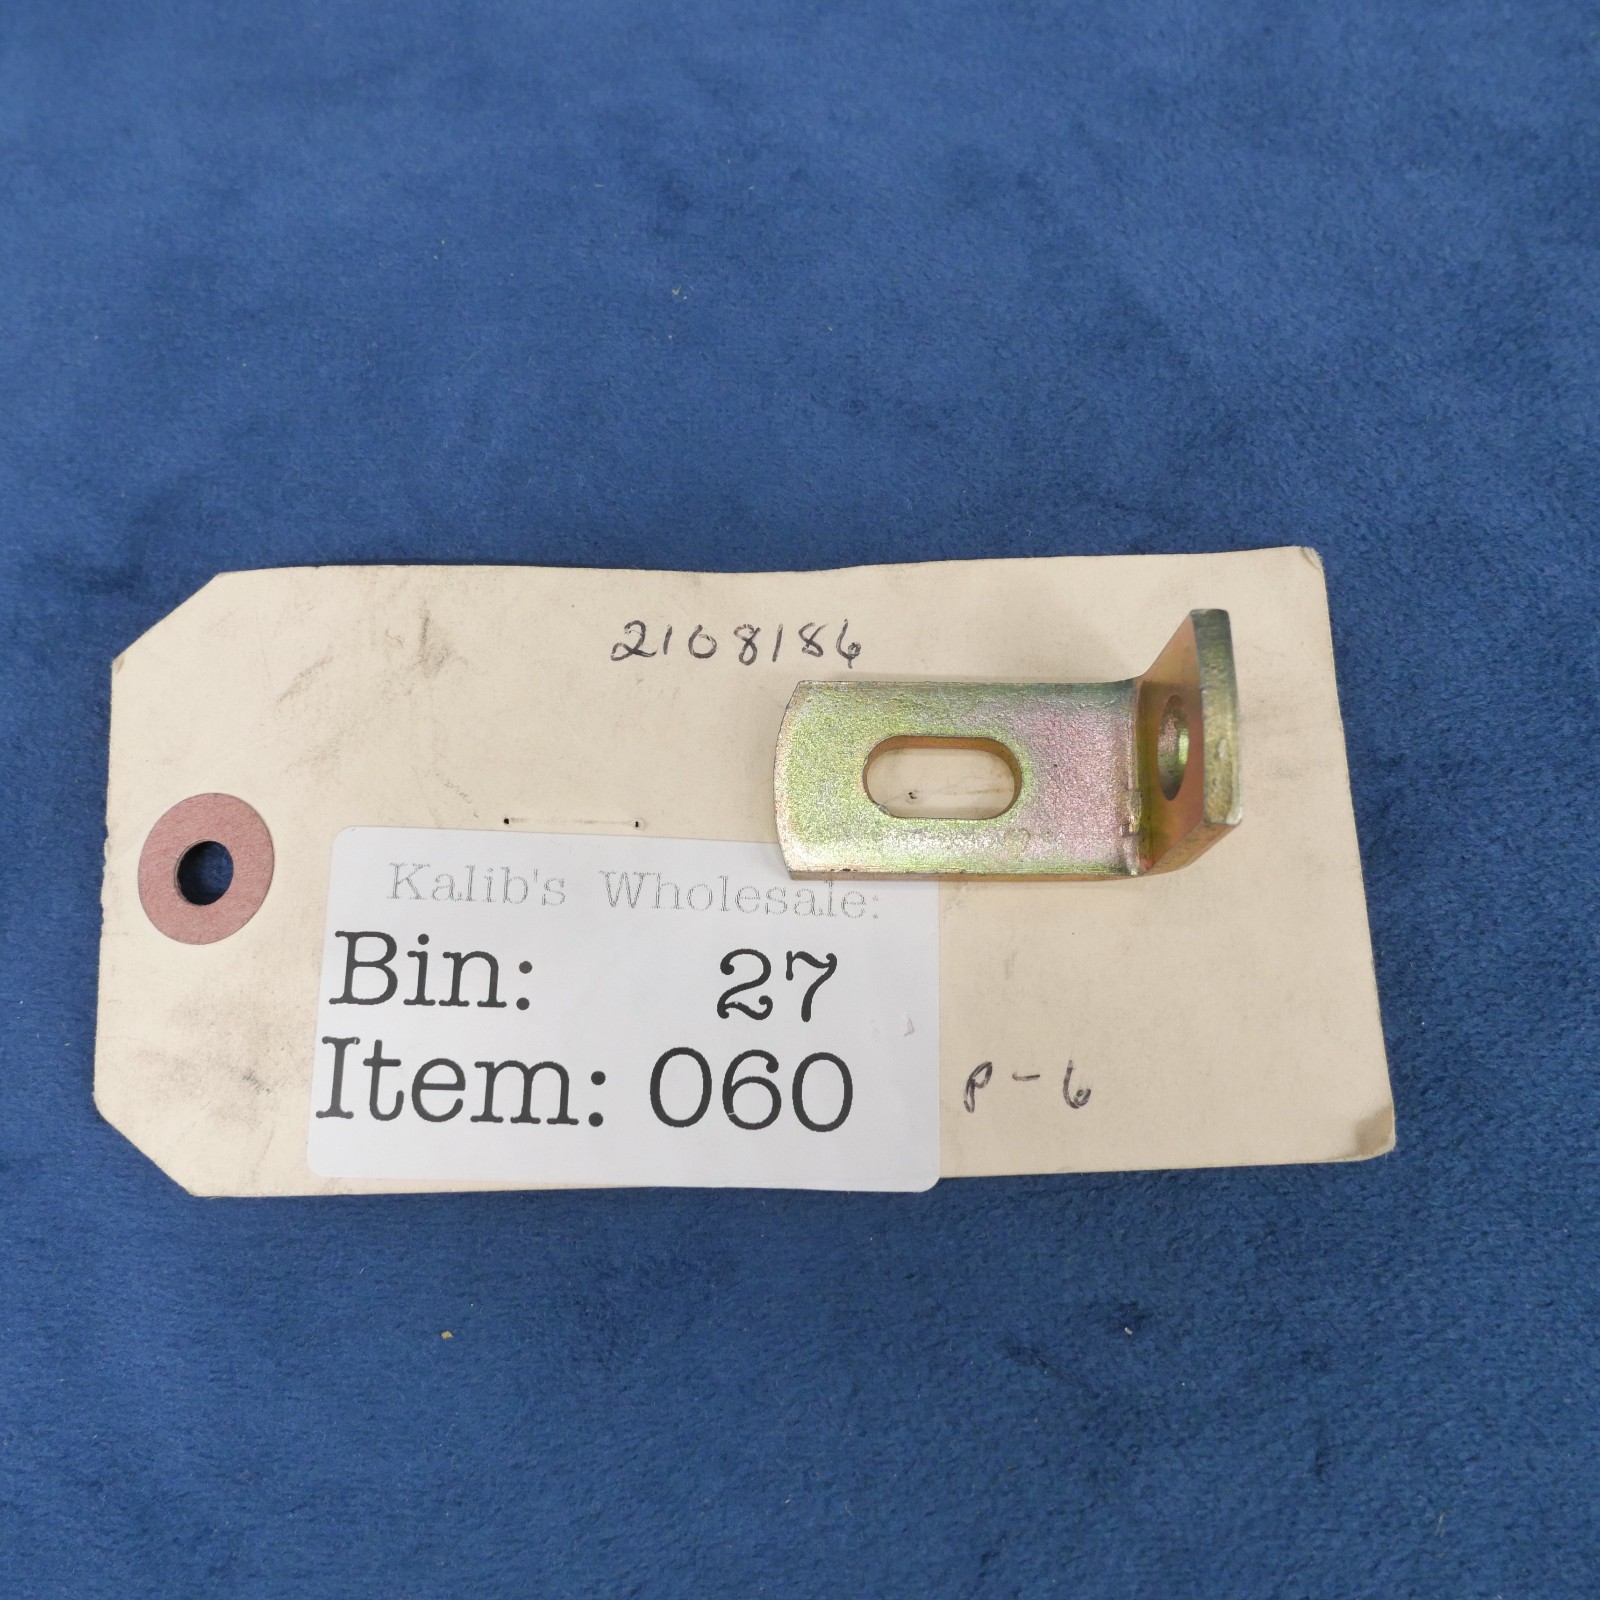 2108186
Kalib's Wholesale:
Bin: 27
Item: 060
P-6